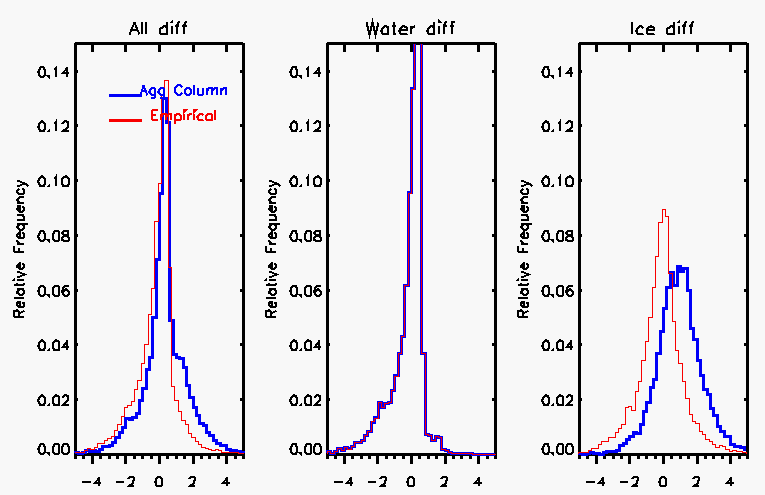 All diff
Water diff
Ice diff
Relative Frequency
0.14
0.12
0.10
0.08
0.06
0.04
0.02
0.00
-4 -2 0 2 4
Agg Column
Empirical
Relative Frequency
0.14
0.12
0.10
0.08
0.06
0.04
0.02
0.00
-4 -2 0 2 4
Relative Frequency
0.14
0.12
0.10
0.08
0.06
0.04
0.02
0.00
-4 -2 0 2 4